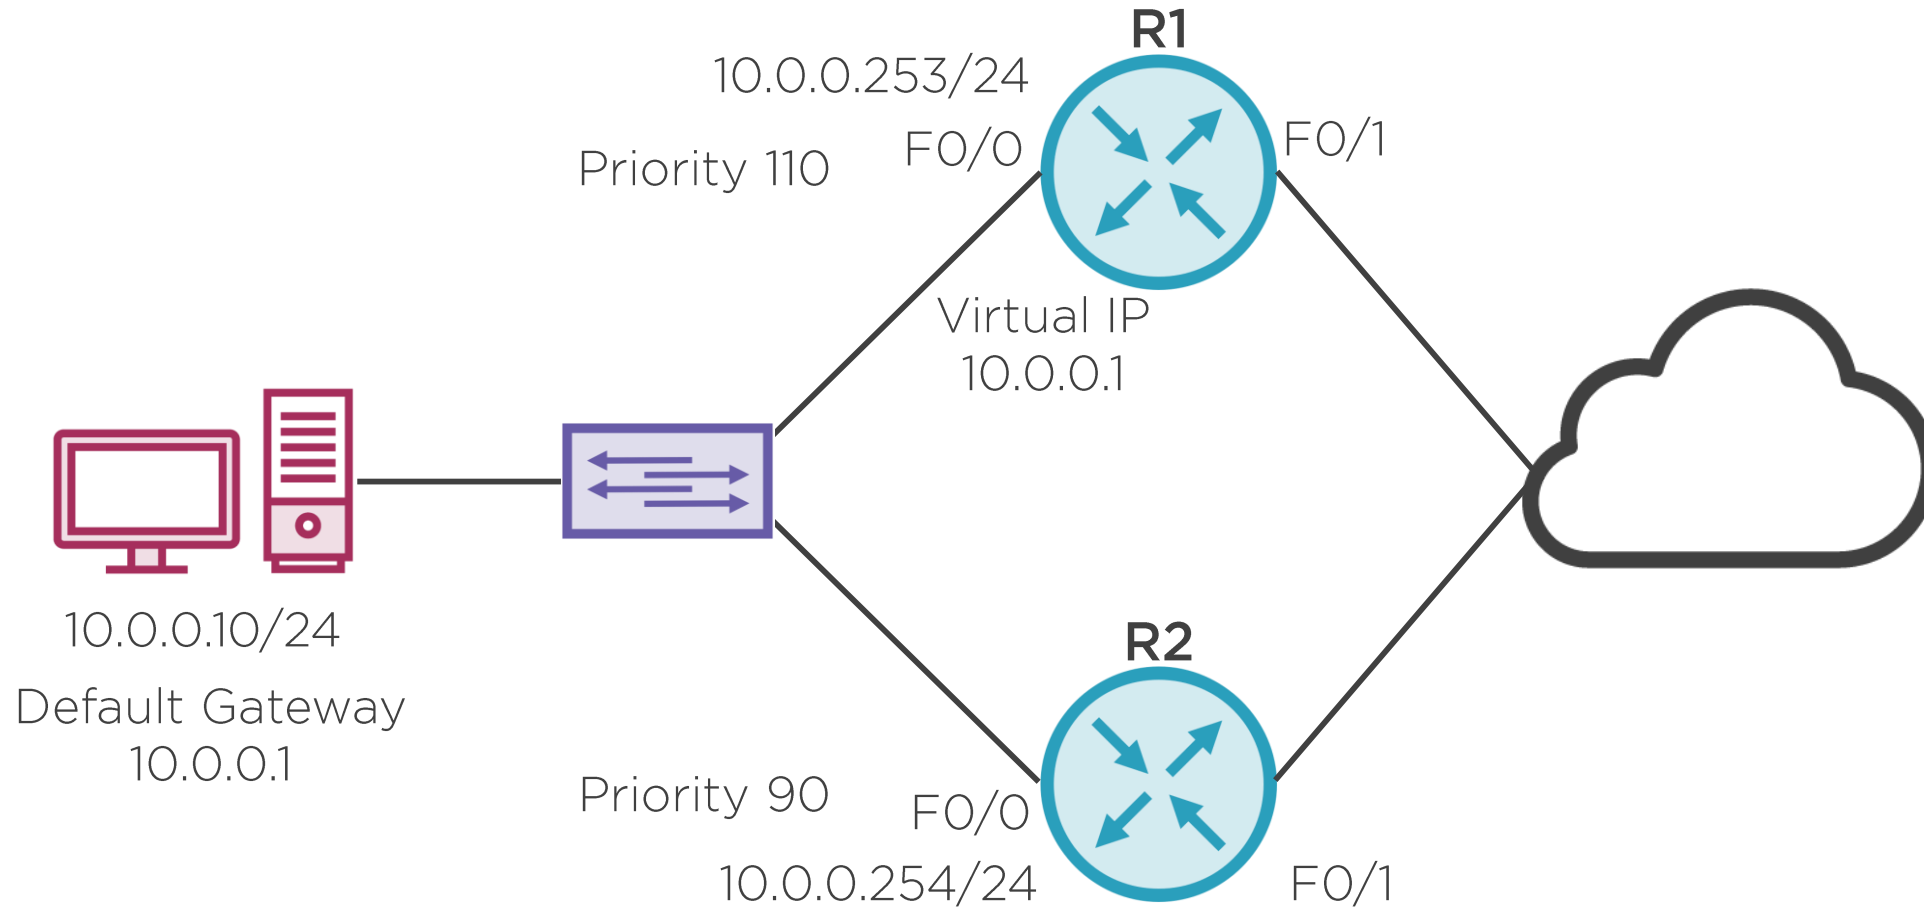 R1
10.0.0.253/24
F0/0
F0/1
Priority 110
Virtual IP
10.0.0.1
10.0.0.10/24
Default Gateway
10.0.0.1
R2
Priority 90
F0/0
10.0.0.254/24
F0/1